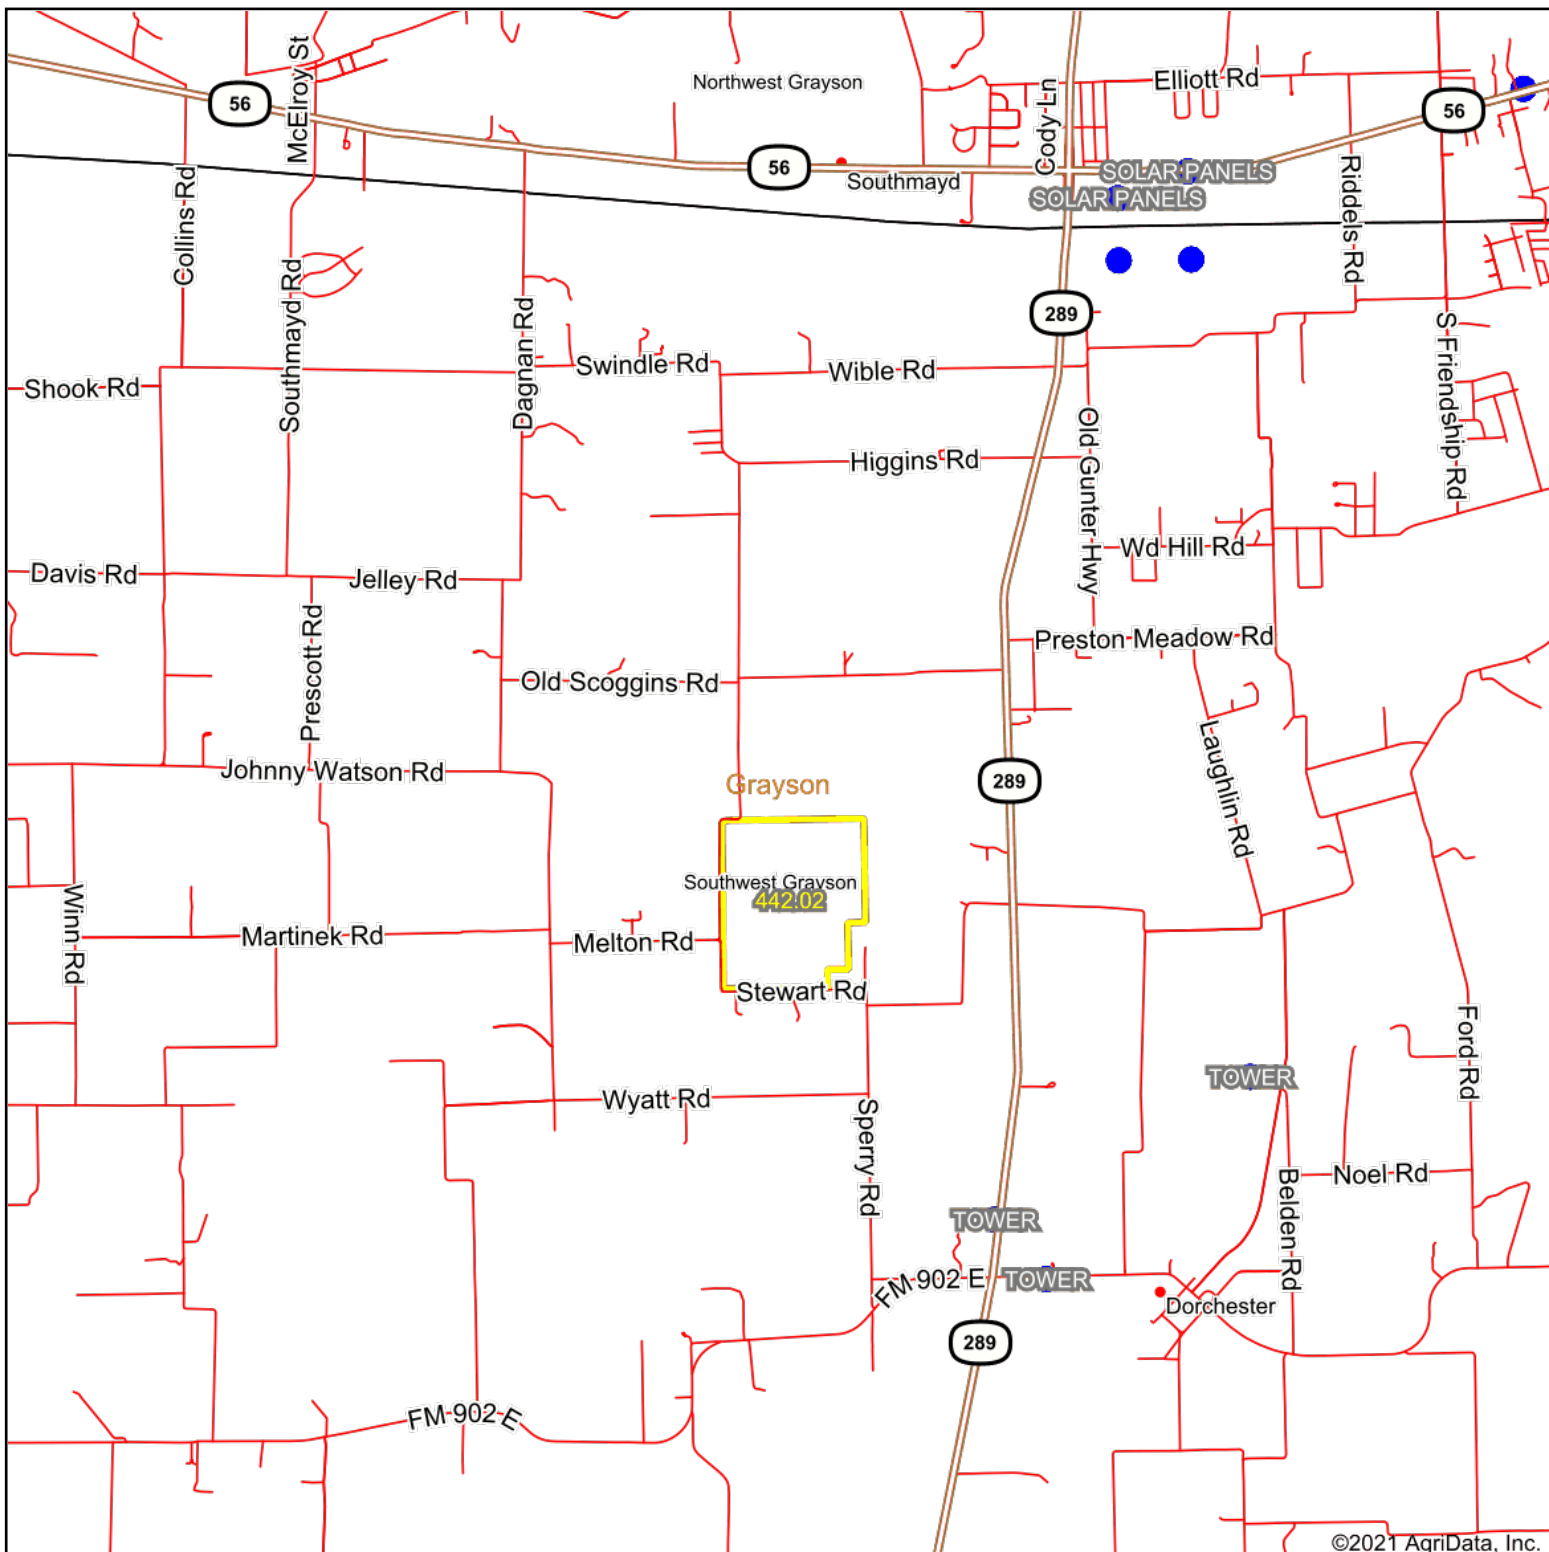 McElroy St
Northwest Grayson
Elliott Rd
Cody Ln
56
56
56
Southmayd
SOLAR PANELS
SOLAR PANELS
Collins Rd
Riddels Rd
Southmayd Rd
Dagnan Rd
289
S Friendship Rd
Shook Rd
Swindle Rd
Wible Rd
Old Gunter Hwy
Higgins Rd
Wd Hill Rd
Davis Rd
Jelley Rd
Prescott Rd
Preston Meadow Rd
Old Scoggins Rd
Johnny Watson Rd
Grayson
289
Laughlin Rd
Southwest Grayson
442.02
Winn Rd
Martinek Rd
Melton Rd
Stewart Rd
Ford Rd
TOWER
Wyatt Rd
Sperry Rd
Noel Rd
Belden Rd
TOWER
FM 902 E
TOWER
Dorchester
289
FM 902 E
©2021 AgriData, Inc.